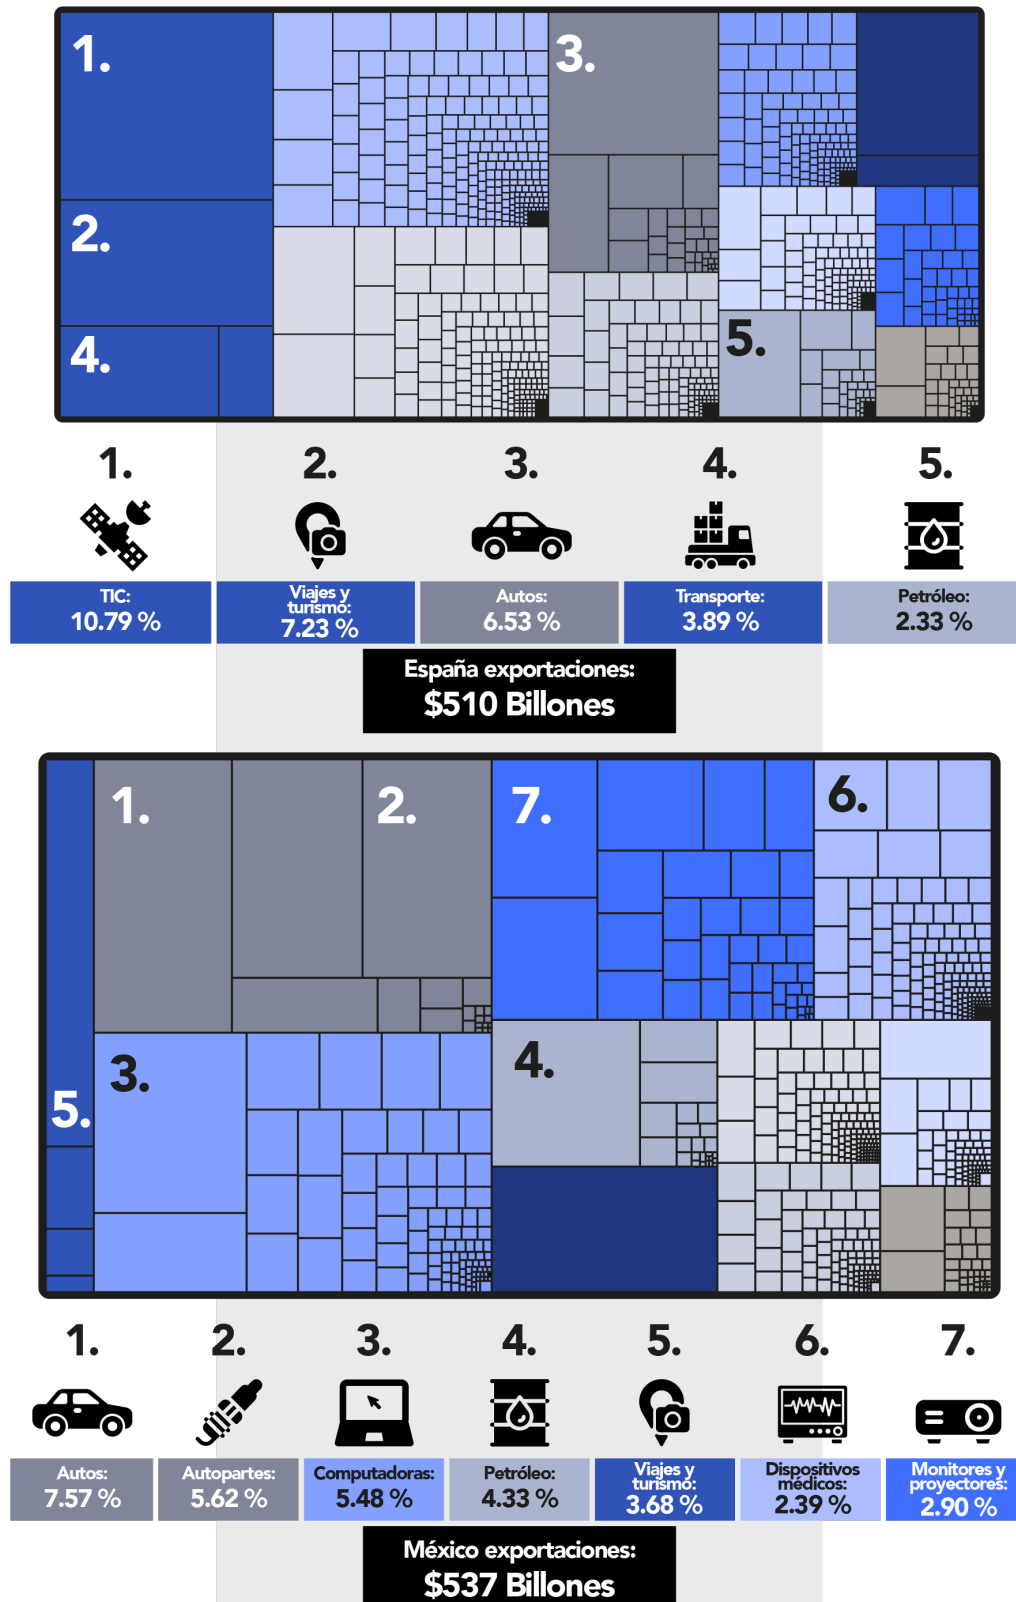 1.
3.
2.
4.
5.
1.
2.
3.
4.
5.
TIC:
10.79 %
Viajes y
turismo:
7.23 %
Autos:
6.53 %
Transporte:
3.89 %
Petróleo:
2.33 %
España exportaciones:
$510 Billones
1.
2.
7.
6.
3.
4.
5.
1.
2.
3.
4.
5.
6.
7.
Autos:
7.57 %
Autopartes:
5.62 %
Computadoras:
5.48 %
Petróleo:
4.33 %
Viajes y
turismo:
3.68 %
Dispositivos
médicos:
2.39 %
Monitores y
proyectores:
2.90 %
México exportaciones:
$537 Billones